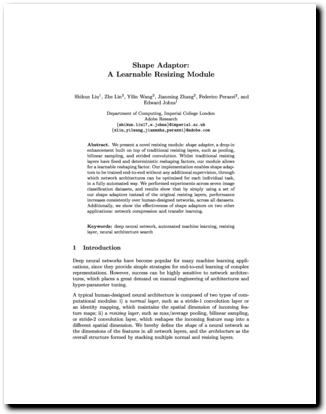 Shape Adaptor:
A Learnable Resizing Module
Shikun Liu¹, Zhe Lin², Yilin Wang², Jianming Zhang², Federico Perazzi², and
Edward Johns¹
Department of Computing, Imperial College London
Adobe Research
{shikun.liu17,e.johns}@imperial.ac.uk
{zlin,yilwang,jianmzha,perazzi}@adobe.com
Abstract. We present a novel resizing module: shape adaptor, a drop-in
enhancement built on top of traditional resizing layers, such as pooling,
bilinear sampling, and strided convolution. Whilst traditional resizing
layers have fixed and deterministic reshaping factors, our module allows
for a learnable reshaping factor. Our implementation enables shape adap-
tors to be trained end-to-end without any additional supervision, through
which network architectures can be optimised for each individual task,
in a fully automated way. We performed experiments across seven image
classification datasets, and results show that by simply using a set of
our shape adaptors instead of the original resizing layers, performance
increases consistently over human-designed networks, across all datasets.
Additionally, we show the effectiveness of shape adaptors on two other
applications: network compression and transfer learning.
Keywords: deep neural network, automated machine learning, resizing
layer, neural architecture search
1 Introduction
Deep neural networks have become popular for many machine learning appli-
cations, since they provide simple strategies for end-to-end learning of complex
representations. However, success can be highly sensitive to network architec-
tures, which places a great demand on manual engineering of architectures and
hyper-parameter tuning.
A typical human-designed neural architecture is composed of two types of com-
putational modules: i) a normal layer, such as a stride-1 convolution layer or
an identity mapping, which maintains the spatial dimension of incoming fea-
ture maps; ii) a resizing layer, such as max/average pooling, bilinear sampling,
or stride-2 convolution layer, which reshapes the incoming feature map into a
different spatial dimension. We hereby define the shape of a neural network as
the dimensions of the feature in all network layers, and the architecture as the
overall structure formed by stacking multiple normal and resizing layers.